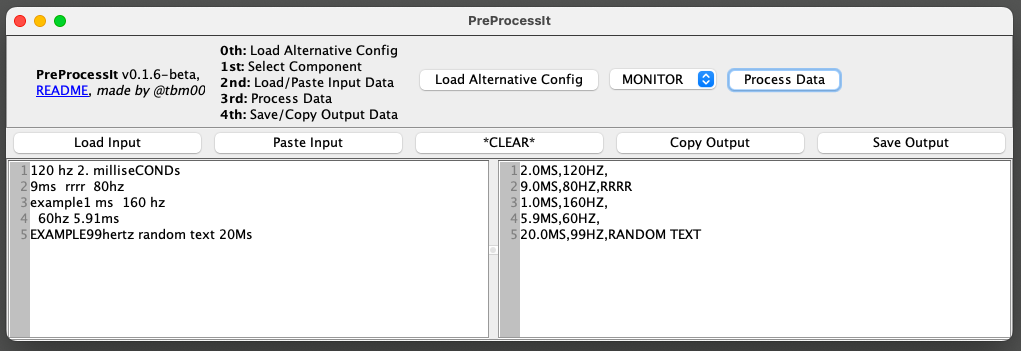 PreProcessIt
PreProcessIt v0.1.6-beta,
README, made by @tbm00
0th: Load Alternative Config
1st: Select Component
2nd: Load/Paste Input Data
3rd: Process Data
4th: Save/Copy Output Data
Load Alternative Config
MONITOR
Process Data
Load Input
Paste Input
*CLEAR*
Copy Output
Save Output
1 120 hz 2. milliseCONDs
2 9ms  rrrr  80hz
3 example1 ms  160 hz
4   60hz 5.91ms
5 EXAMPLE99hertz random text 20Ms
1 2.0MS,120HZ,
2 9.0MS,80HZ,RRRR
3 1.0MS,160HZ,
4 5.9MS,60HZ,
5 20.0MS,99HZ,RANDOM TEXT